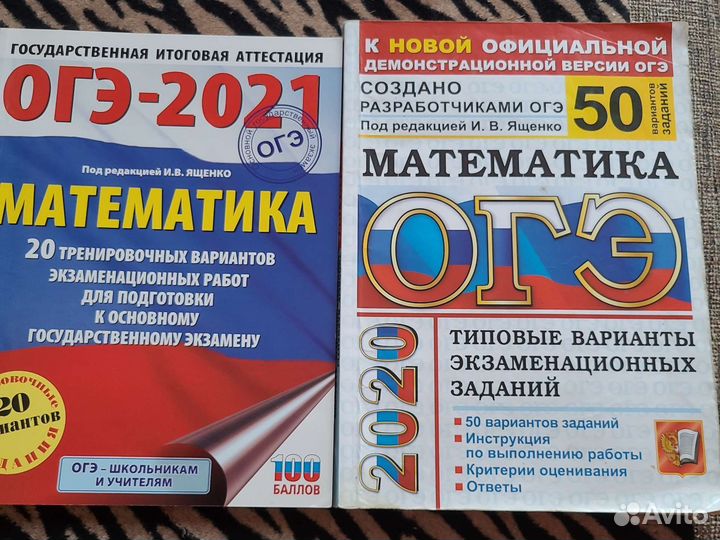 ГОСУДАРСТВЕННАЯ ИТОГОВАЯ АТТЕСТАЦИЯ
ОГЭ-2021
ОГЭ
Под редакцией И.В. ЯЩЕНКО
МАТЕМАТИКА
20 ТРЕНИРОВОЧНЫХ ВАРИАНТОВ
ЭКЗАМЕНАЦИОННЫХ РАБОТ
ДЛЯ ПОДГОТОВКИ
К ОСНОВНОМУ
ГОСУДАРСТВЕННОМУ ЭКЗАМЕНУ
20
ОГЭ – ШКОЛЬНИКАМ
И УЧИТЕЛЯМ
100
БАЛЛОВ
К НОВОЙ ОФИЦИАЛЬНОЙ
ДЕМОНСТРАЦИОННОЙ ВЕРСИИ ОГЭ
СОЗДАНО
РАЗРАБОТЧИКАМИ ОГЭ
Под редакцией И. В. Ященко
50
вариантов
заданий
МАТЕМАТИКА
ОГЭ
2020
ТИПОВЫЕ ВАРИАНТЫ
ЭКЗАМЕНАЦИОННЫХ
ЗАДАНИЙ
▪ 50 вариантов заданий
▪ Инструкция
по выполнению работы
▪ Критерии оценивания
▪ Ответы
Avito